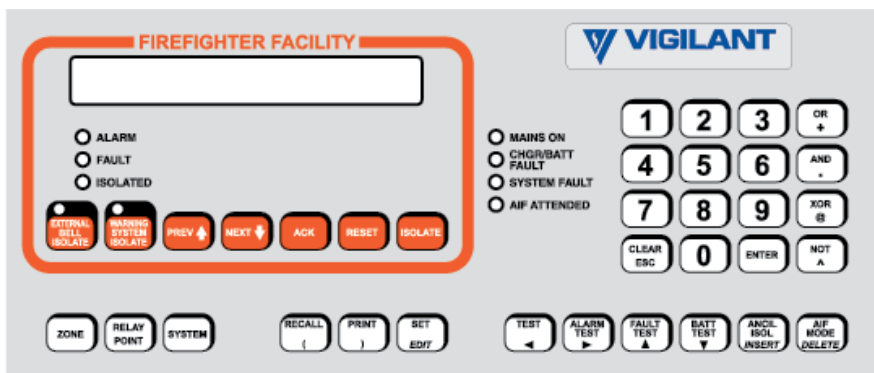 FIREFIGHTER FACILITY
VIGILANT
ALARM
FAULT
ISOLATED
EXTERNAL
BELL
ISOLATE
WARNING
SYSTEM
ISOLATE
PREV
NEXT
ACK
RESET
ISOLATE
MAINS ON
CHGR/BATT
FAULT
SYSTEM FAULT
AIF ATTENDED
1 2 3 OR
+
4 5 6 AND
*
7 8 9 XOR
@
CLEAR
ESC
0
ENTER
NOT
^
ZONE
RELAY
POINT
SYSTEM
RECALL
(
PRINT
)
SET
EDIT
TEST
◄
ALARM
TEST
►
FAULT
TEST
▲
BATT
TEST
▼
ANCIL
ISOL
INSERT
AIF
MODE
DELETE